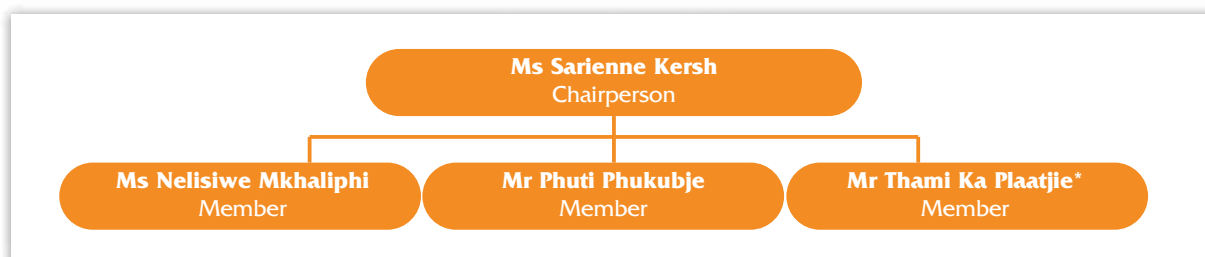 Ms Sarienne Kersh
Chairperson
Ms Nelisiwe Mkhaliphi
Member
Mr Phuti Phukubje
Member
Mr Thami Ka Plaatjie*
Member